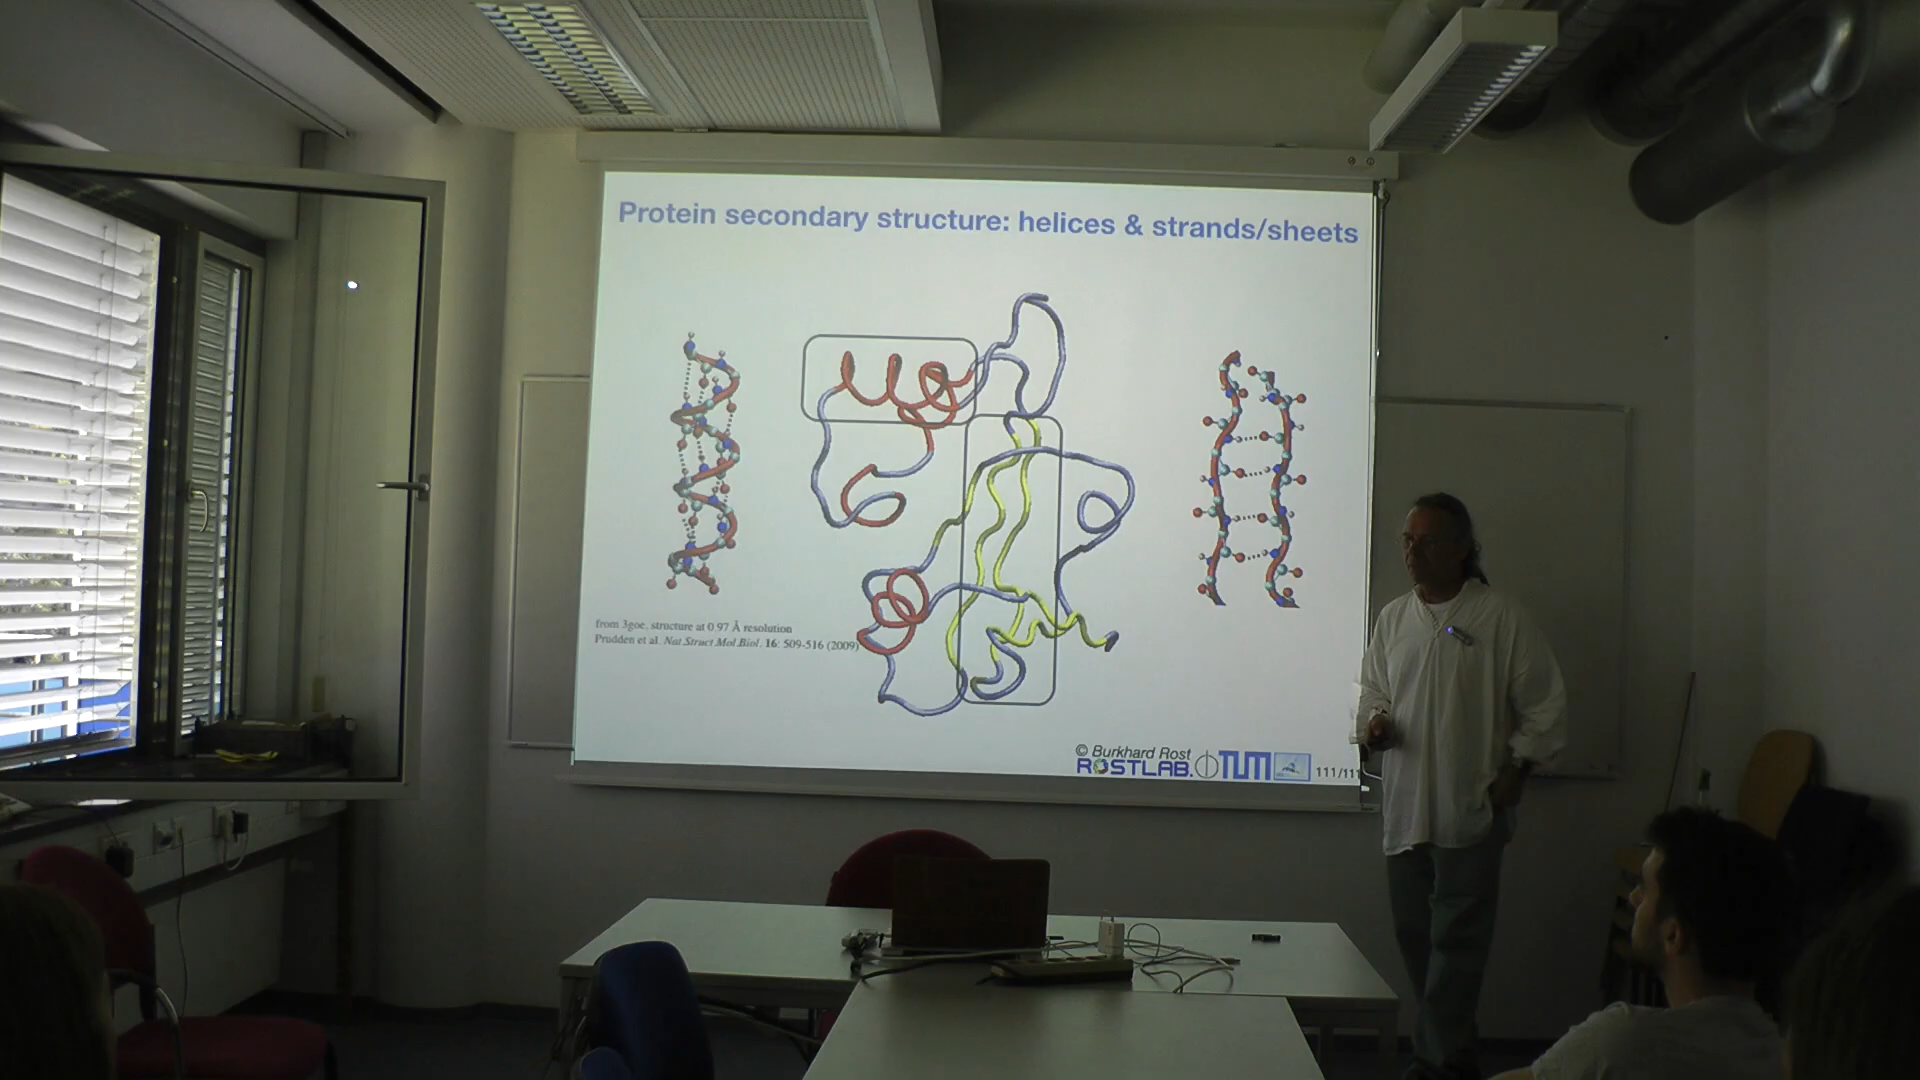 Protein secondary structure: helices & strands/sheets
from 3goe, structure at 0.97 Å resolution
Prudden et al. Nat Struct Mol Biol. 16: 509-516 (2009)
© Burkhard Rost
ROSTLAB. TUM
111/111